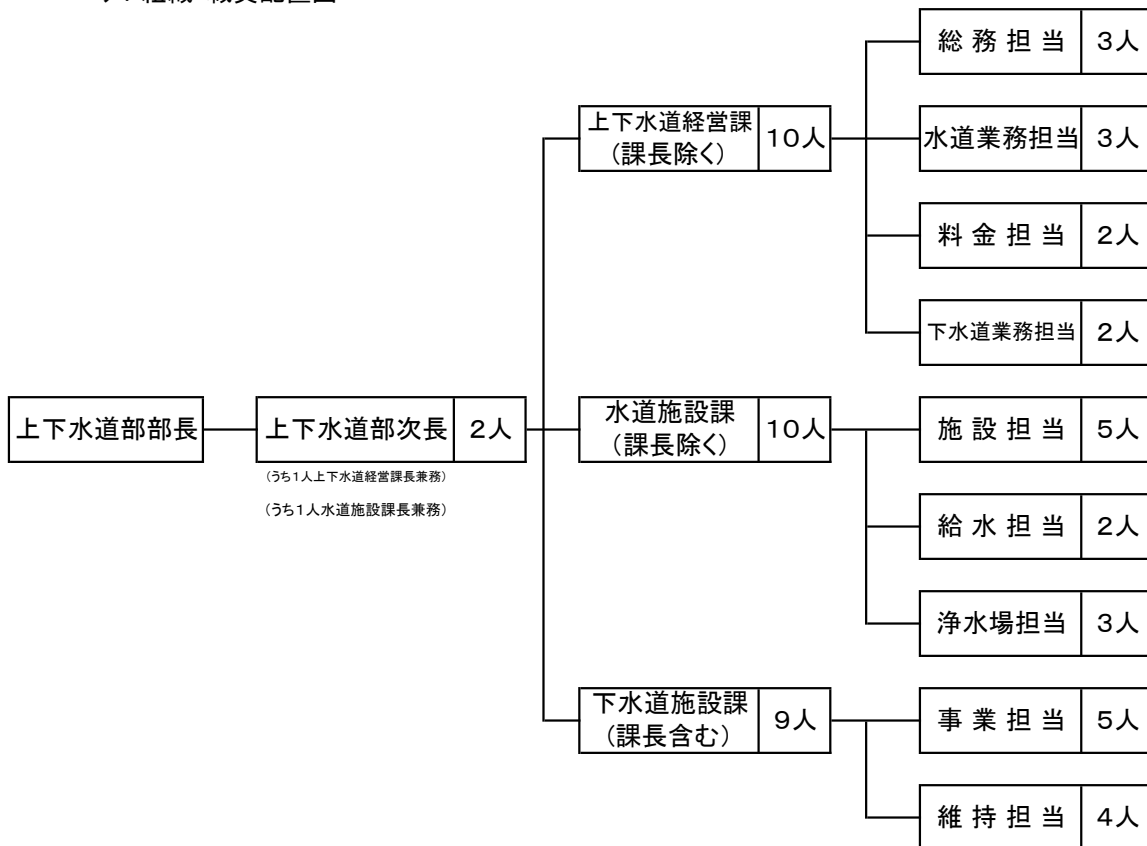 総務担当 3人
上下水道経営課
(課長除く) 10人
水道業務担当 3人
料金担当 2人
下水道業務担当 2人
上下水道部部長
上下水道部次長 2人
(うち1人上下水道経営課長兼務)
(うち1人水道施設課長兼務)
水道施設課
(課長除く) 10人
施設担当 5人
給水担当 2人
浄水場担当 3人
下水道施設課
(課長含む) 9人
事業担当 5人
維持担当 4人